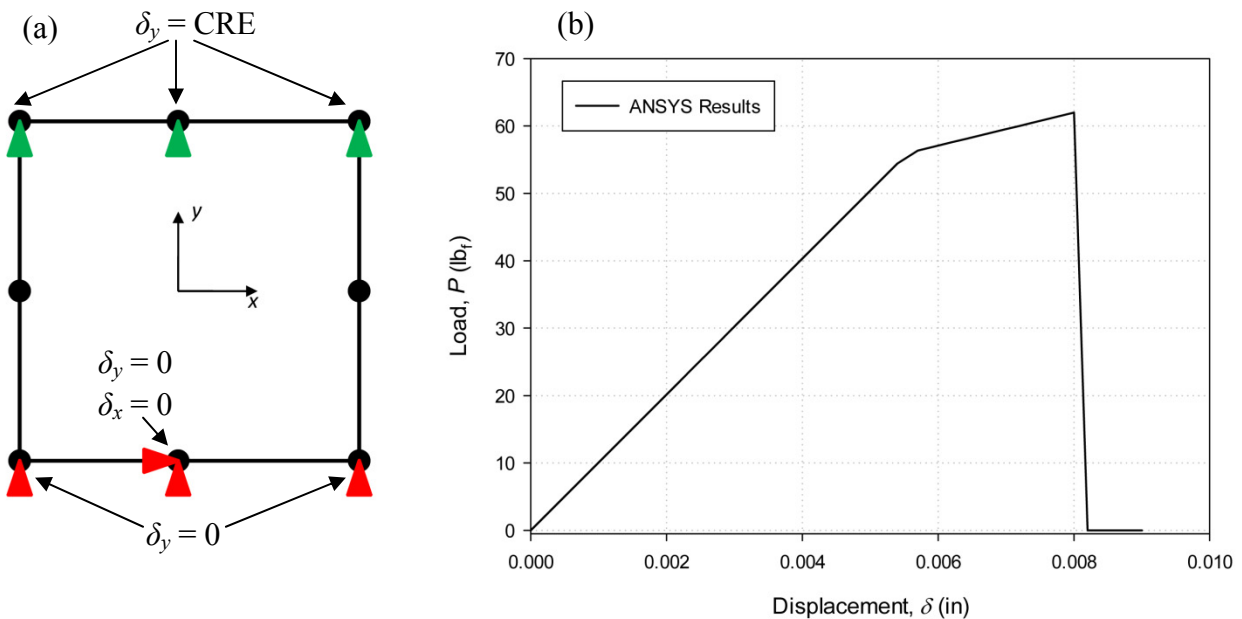 (a)
δy = CRE
y
x
δy = 0
δx = 0
δy = 0
(b)
ANSYS Results
Load, P (lbf)
70
60
50
40
30
20
10
0
0.000 0.002 0.004 0.006 0.008 0.010
Displacement, δ (in)